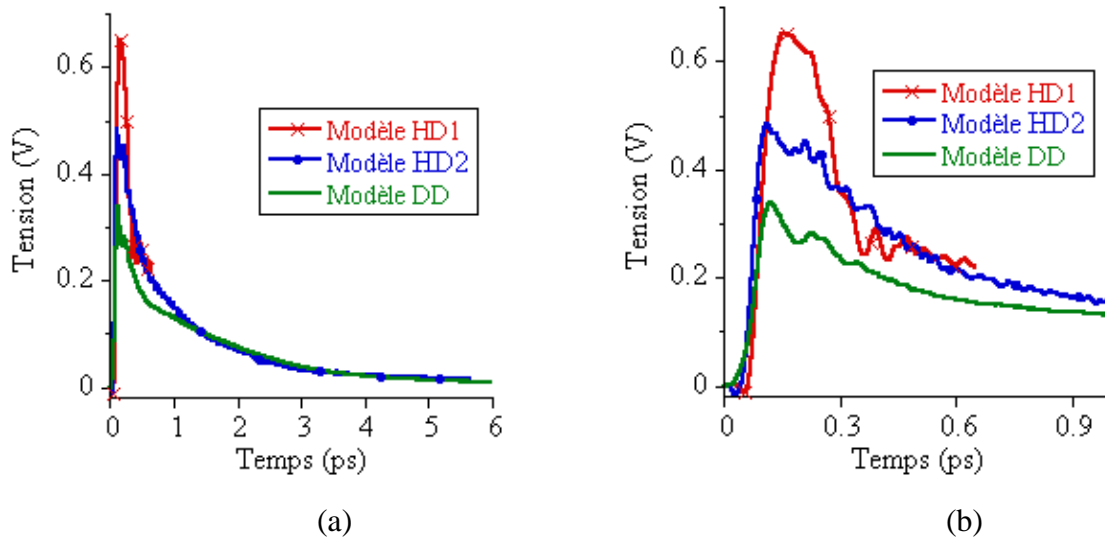 0.6
0.4
0.2
0
Tension (V)
Modèle HD1
Modèle HD2
Modèle DD
0 1 2 3 4 5 6
Temps (ps)
(a)
0.6
0.4
0.2
0
Tension (V)
Modèle HD1
Modèle HD2
Modèle DD
0 0.3 0.6 0.9
Temps (ps)
(b)